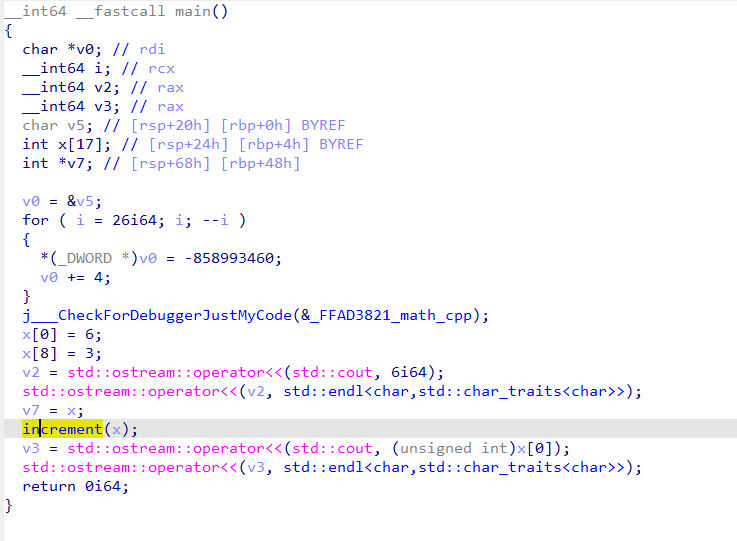 __int64 __fastcall main()
{
  char *v0; // rdi
  __int64 i; // rcx
  __int64 v2; // rax
  __int64 v3; // rax
  char v5; // [rsp+20h] [rbp+0h] BYREF
  int x[17]; // [rsp+24h] [rbp+4h] BYREF
  int *v7; // [rsp+68h] [rbp+48h]

  v0 = &v5;
  for ( i = 26i64; i; --i )
  {
    *(_DWORD *)v0 = -858993460;
    v0 += 4;
  }
  j___CheckForDebuggerJustMyCode(&_FFAD3821_math_cpp);
  x[0] = 6;
  x[8] = 3;
  v2 = std::ostream::operator<<(std::cout, 6i64);
  std::ostream::operator<<(v2, std::endl<char,std::char_traits<char>>);
  v7 = x;
  increment(x);
  v3 = std::ostream::operator<<(std::cout, (unsigned int)x[0]);
  std::ostream::operator<<(v3, std::endl<char,std::char_traits<char>>);
  return 0i64;
}